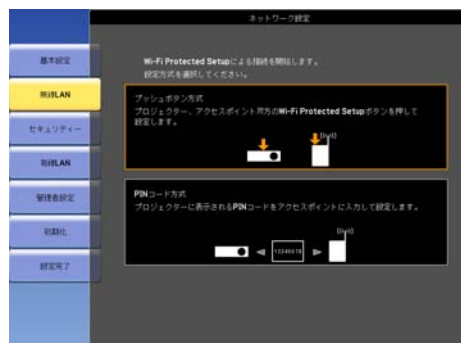 ネットワーク設定
基本設定
無線LAN
セキュリティー
有線LAN
管理者設定
初期化
設定完了
Wi-Fi Protected Setupによる接続を開始します。
設定方式を選択してください。
プッシュボタン方式
プロジェクター、アクセスポイント双方のWi-Fi Protected Setupボタンを押して
設定します。
PINコード方式
プロジェクターに表示されるPINコードをアクセスポイントに入力して設定します。
12345678